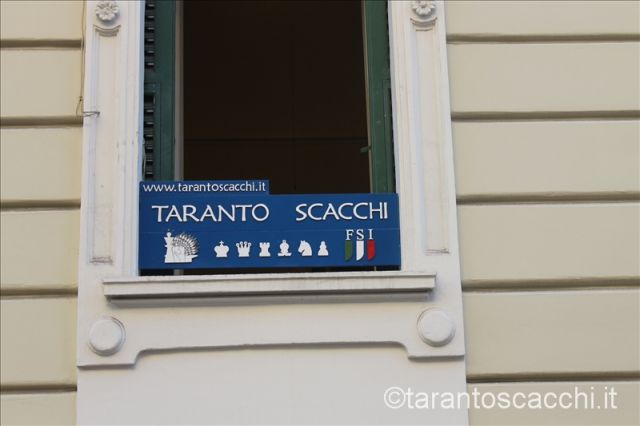 www.tarantoscacchi.it
TARANTO SCACCHI
FSI
©tarantoscacchi.it